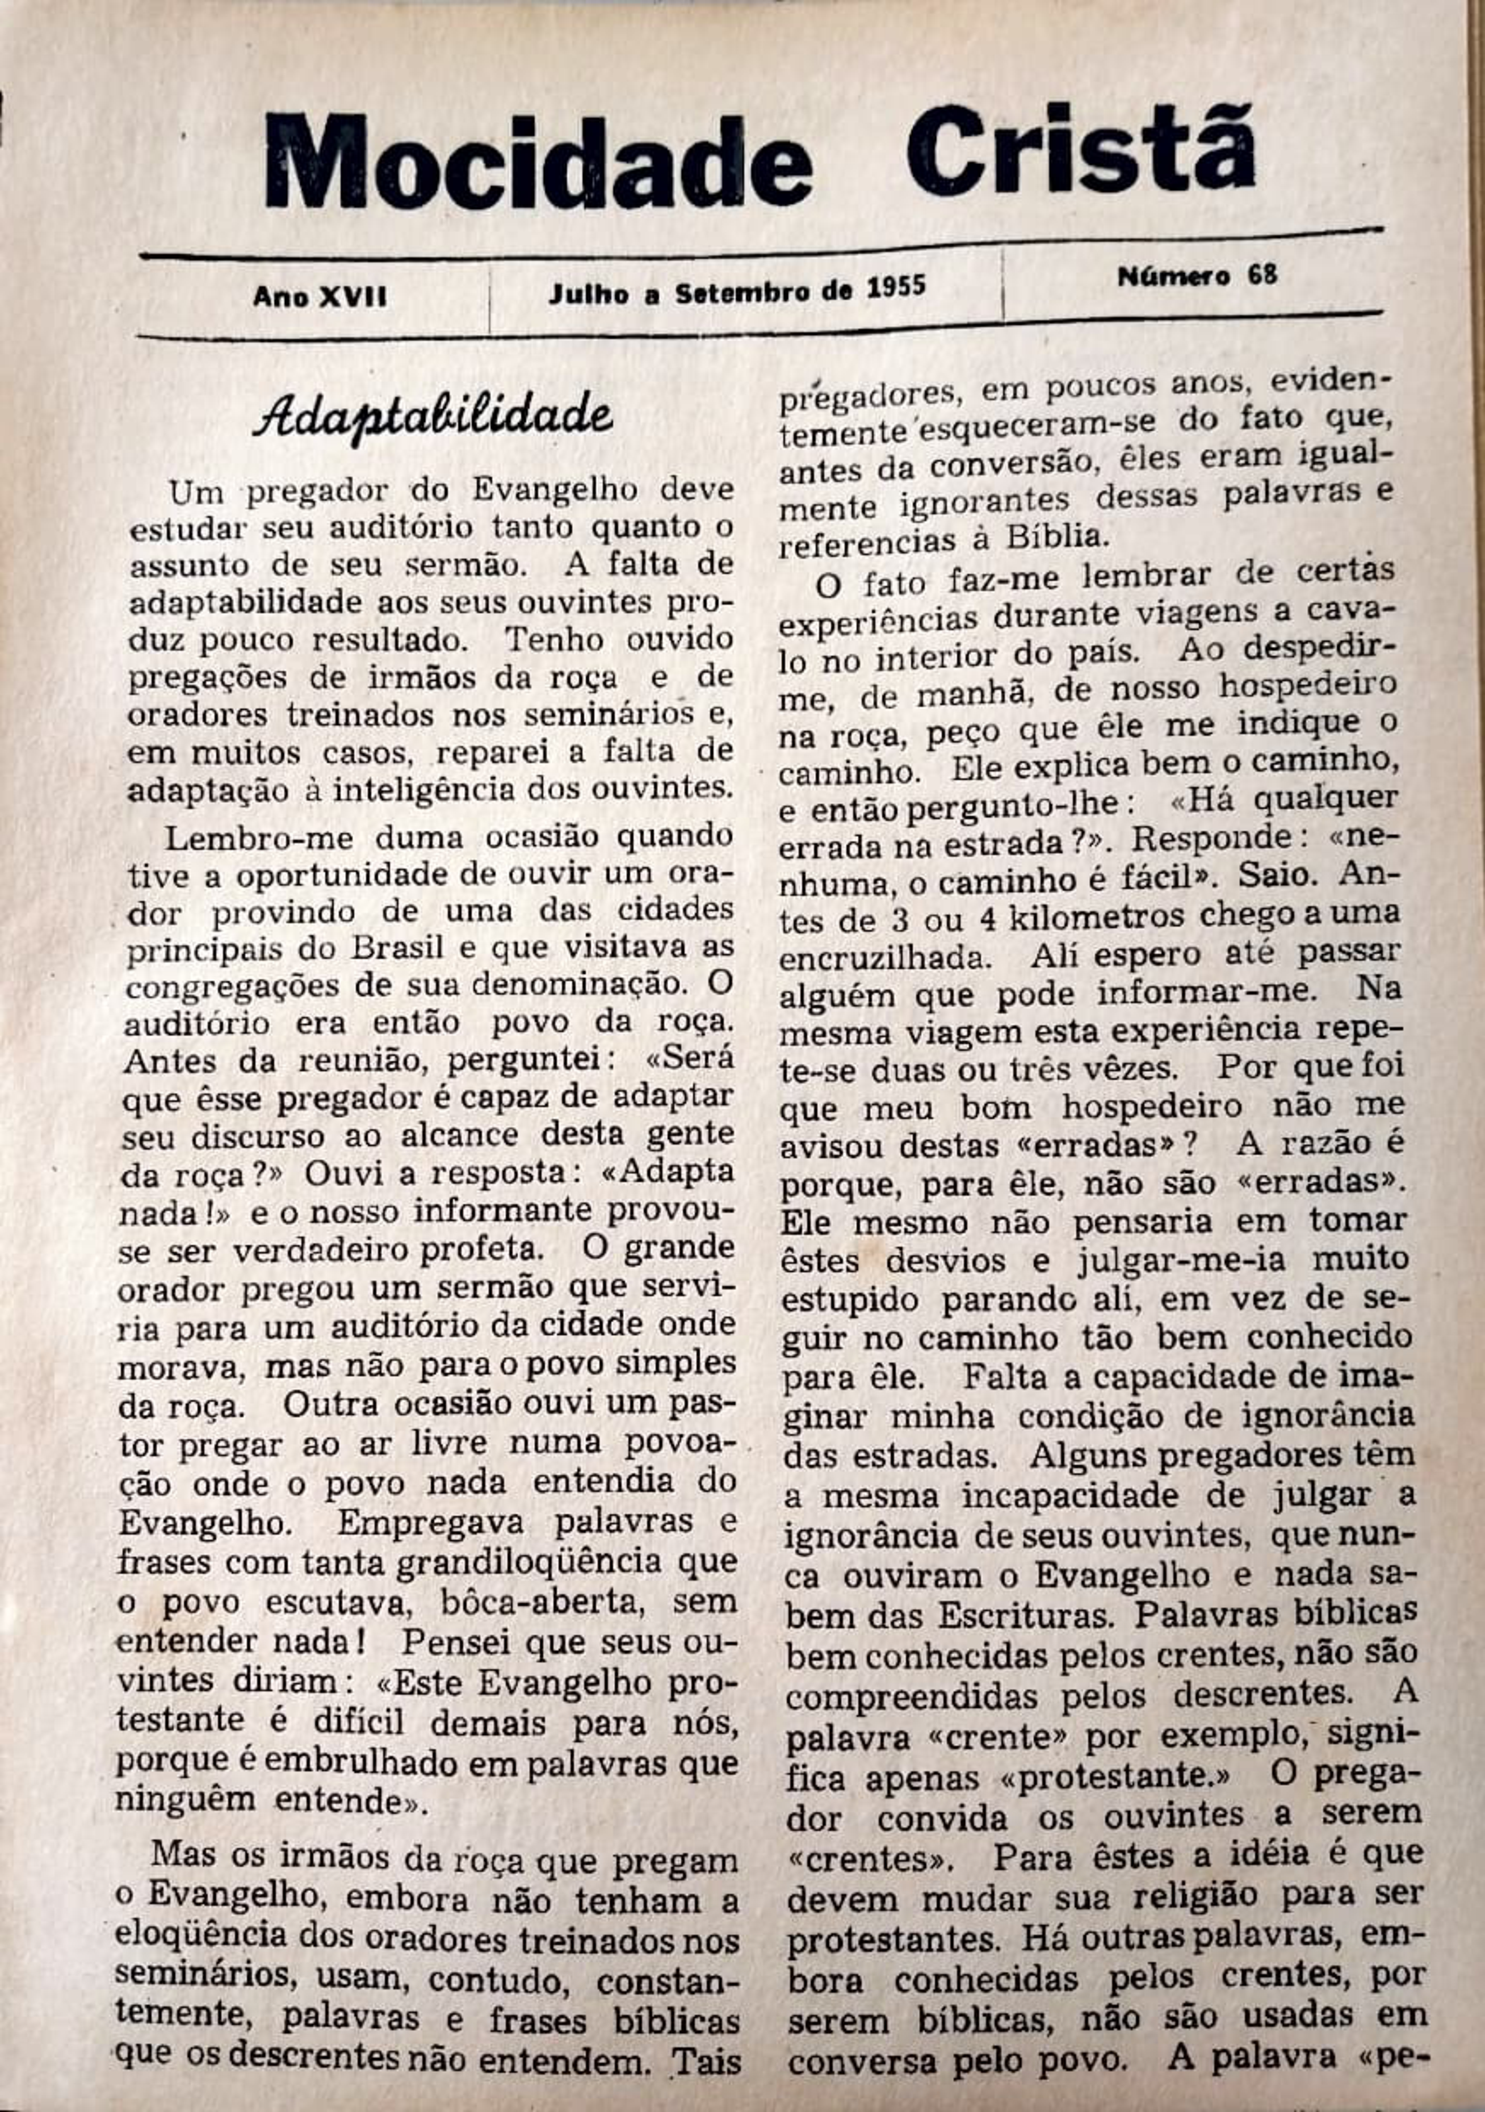 Mocidade Cristã
Ano XVII
Julho a Setembro de 1955
Número 68
Adaptabilidade
Um pregador do Evangelho deve
estudar seu auditório tanto quanto o
assunto de seu sermão. A falta de
adaptabilidade aos seus ouvintes pro-
duz pouco resultado. Tenho ouvido
pregações de irmãos da roça e de
oradores treinados nos seminários e,
em muitos casos, reparei a falta de
adaptação à inteligência dos ouvintes.
Lembro-me duma ocasião quando
tive a oportunidade de ouvir um ora-
dor provindo de uma das cidades
principais do Brasil e que visitava as
congregações de sua denominação. O
auditório era então povo da roça.
Antes da reunião, perguntei: «Será
que êsse pregador é capaz de adaptar
seu discurso ao alcance desta gente
da roça?» Ouvi a resposta: «Adapta
nada!» e o nosso informante provou-
se ser verdadeiro profeta. O grande
orador pregou um sermão que servi-
ria para um auditório da cidade onde
morava, mas não para o povo simples
da roça. Outra ocasião ouvi um pas-
tor pregar ao ar livre numa povoa-
ção onde o povo nada entendia do
Evangelho. Empregava palavras e
frases com tanta grandiloqüência que
o povo escutava, bôca-aberta, sem
entender nada! Pensei que seus ou-
vintes diriam: «Este Evangelho pro-
testante é difícil demais para nós,
porque é embrulhado em palavras que
ninguêm entende».
Mas os irmãos da roça que pregam
o Evangelho, embora não tenham a
eloqüência dos oradores treinados nos
seminários, usam, contudo, constan-
temente, palavras e frases bíblicas
que os descrentes não entendem. Tais
pregadores, em poucos anos, eviden-
temente esqueceram-se do fato que,
antes da conversão, êles eram igual-
mente ignorantes dessas palavras e
referencias à Bíblia.
O fato faz-me lembrar de certas
experiências durante viagens a cava-
lo no interior do país. Ao despedir-
me, de manhã, de nosso hospedeiro
na roça, peço que êle me indique o
caminho. Ele explica bem o caminho,
e então pergunto-lhe: «Há qualquer
errada na estrada?». Responde: «ne-
nhuma, o caminho é fácil». Saio. An-
tes de 3 ou 4 kilometros chego a uma
encruzilhada. Alí espero até passar
alguém que pode informar-me. Na
mesma viagem esta experiência repe-
te-se duas ou três vêzes. Por que foi
que meu bom hospedeiro não me
avisou destas «erradas»? A razão é
porque, para êle, não são «erradas».
Ele mesmo não pensaria em tomar
êstes desvios e julgar-me-ia muito
estupido parando alí, em vez de se-
guir no caminho tão bem conhecido
para êle. Falta a capacidade de ima-
ginar minha condição de ignorância
das estradas. Alguns pregadores têm
a mesma incapacidade de julgar a
ignorância de seus ouvintes, que nun-
ca ouviram o Evangelho e nada sa-
bem das Escrituras. Palavras bíblicas
bem conhecidas pelos crentes, não são
compreendidas pelos descrentes. A
palavra «crente» por exemplo, signi-
fica apenas «protestante.» O prega-
dor convida os ouvintes a serem
«crentes». Para êstes a idéia é que
devem mudar sua religião para ser
protestantes. Há outras palavras, em-
bora conhecidas pelos crentes, por
serem bíblicas, não são usadas em
conversa pelo povo. A palavra «pe-